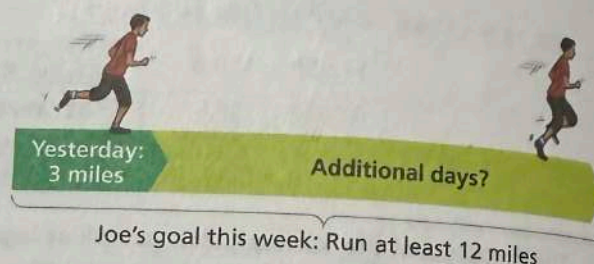 Yesterday:
3 miles
Additional days?
Joe's goal this week: Run at least 12 miles